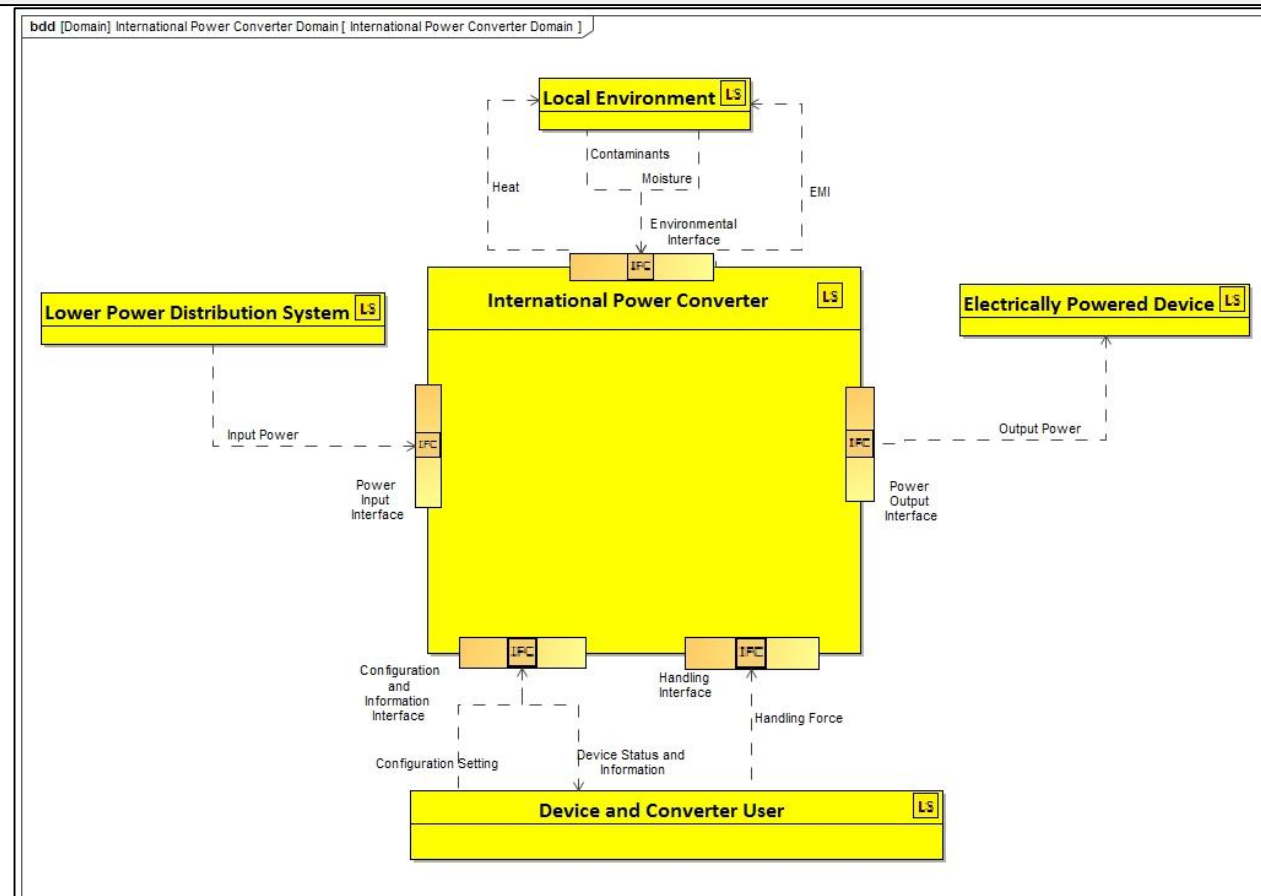 bdd [Domain] International Power Converter Domain [ International Power Converter Domain ]
Local Environment LS
Contaminants
Moisture
Heat
EMI
Environmental
Interface
IFC
International Power Converter LS
Lower Power Distribution System LS
Electrically Powered Device LS
Input Power
IFC
Power
Input
Interface
IFC
Output Power
Power
Output
Interface
IFC
Configuration
and
Information
Interface
IFC
Handling
Interface
Handling Force
Configuration Setting
Device Status and
Information
Device and Converter User LS